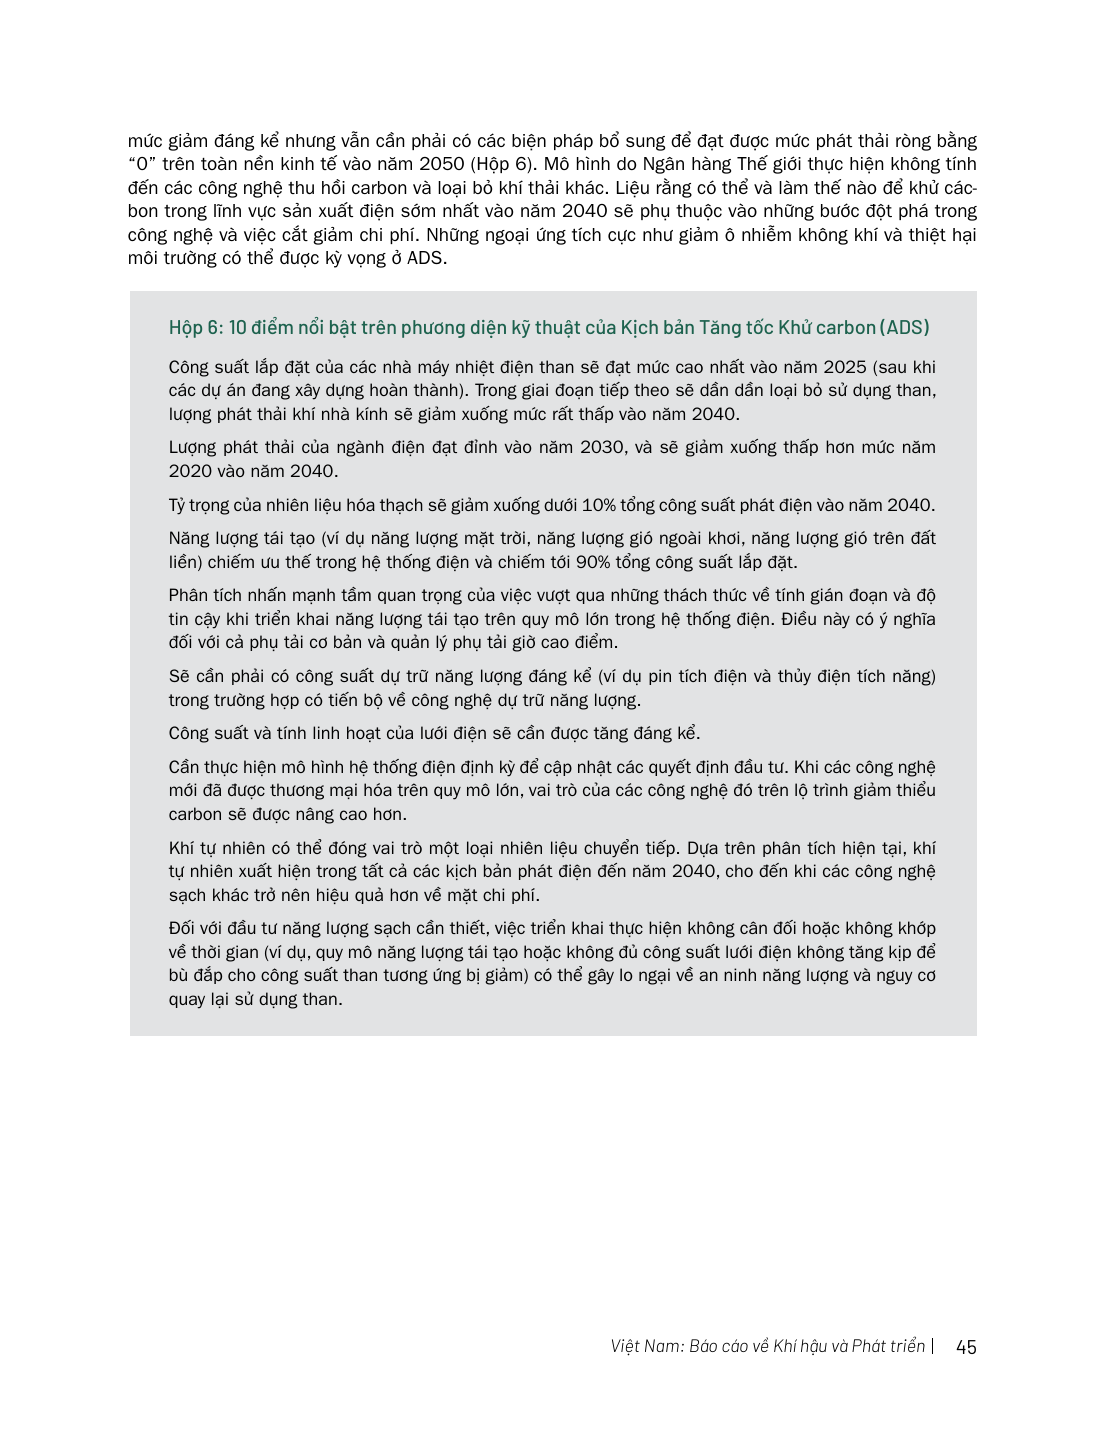 mức giảm đáng kể nhưng vẫn cần phải có các biện pháp bổ sung để đạt được mức phát thải ròng bằng
“0” trên toàn nền kinh tế vào năm 2050 (Hộp 6). Mô hình do Ngân hàng Thế giới thực hiện không tính
đến các công nghệ thu hồi carbon và loại bỏ khí thải khác. Liệu rằng có thể và làm thế nào để khử các-
bon trong lĩnh vực sản xuất điện sớm nhất vào năm 2040 sẽ phụ thuộc vào những bước đột phá trong
công nghệ và việc cắt giảm chi phí. Những ngoại ứng tích cực như giảm ô nhiễm không khí và thiệt hại
môi trường có thể được kỳ vọng ở ADS.
Hộp 6: 10 điểm nổi bật trên phương diện kỹ thuật của Kịch bản Tăng tốc Khử carbon (ADS)
Công suất lắp đặt của các nhà máy nhiệt điện than sẽ đạt mức cao nhất vào năm 2025 (sau khi
các dự án đang xây dựng hoàn thành). Trong giai đoạn tiếp theo sẽ dần dần loại bỏ sử dụng than,
lượng phát thải khí nhà kính sẽ giảm xuống mức rất thấp vào năm 2040.
Lượng phát thải của ngành điện đạt đỉnh vào năm 2030, và sẽ giảm xuống thấp hơn mức năm
2020 vào năm 2040.
Tỷ trọng của nhiên liệu hóa thạch sẽ giảm xuống dưới 10% tổng công suất phát điện vào năm 2040.
Năng lượng tái tạo (ví dụ năng lượng mặt trời, năng lượng gió ngoài khơi, năng lượng gió trên đất
liền) chiếm ưu thế trong hệ thống điện và chiếm tới 90% tổng công suất lắp đặt.
Phân tích nhấn mạnh tầm quan trọng của việc vượt qua những thách thức về tính gián đoạn và độ
tin cậy khi triển khai năng lượng tái tạo trên quy mô lớn trong hệ thống điện. Điều này có ý nghĩa
đối với cả phụ tải cơ bản và quản lý phụ tải giờ cao điểm.
Sẽ cần phải có công suất dự trữ năng lượng đáng kể (ví dụ pin tích điện và thủy điện tích năng)
trong trường hợp có tiến bộ về công nghệ dự trữ năng lượng.
Công suất và tính linh hoạt của lưới điện sẽ cần được tăng đáng kể.
Cần thực hiện mô hình hệ thống điện định kỳ để cập nhật các quyết định đầu tư. Khi các công nghệ
mới đã được thương mại hóa trên quy mô lớn, vai trò của các công nghệ đó trên lộ trình giảm thiểu
carbon sẽ được nâng cao hơn.
Khí tự nhiên có thể đóng vai trò một loại nhiên liệu chuyển tiếp. Dựa trên phân tích hiện tại, khí
tự nhiên xuất hiện trong tất cả các kịch bản phát điện đến năm 2040, cho đến khi các công nghệ
sạch khác trở nên hiệu quả hơn về mặt chi phí.
Đối với đầu tư năng lượng sạch cần thiết, việc triển khai thực hiện không cân đối hoặc không khớp
về thời gian (ví dụ, quy mô năng lượng tái tạo hoặc không đủ công suất lưới điện không tăng kịp để
bù đắp cho công suất than tương ứng bị giảm) có thể gây lo ngại về an ninh năng lượng và nguy cơ
quay lại sử dụng than.
Việt Nam: Báo cáo về Khí hậu và Phát triển | 45